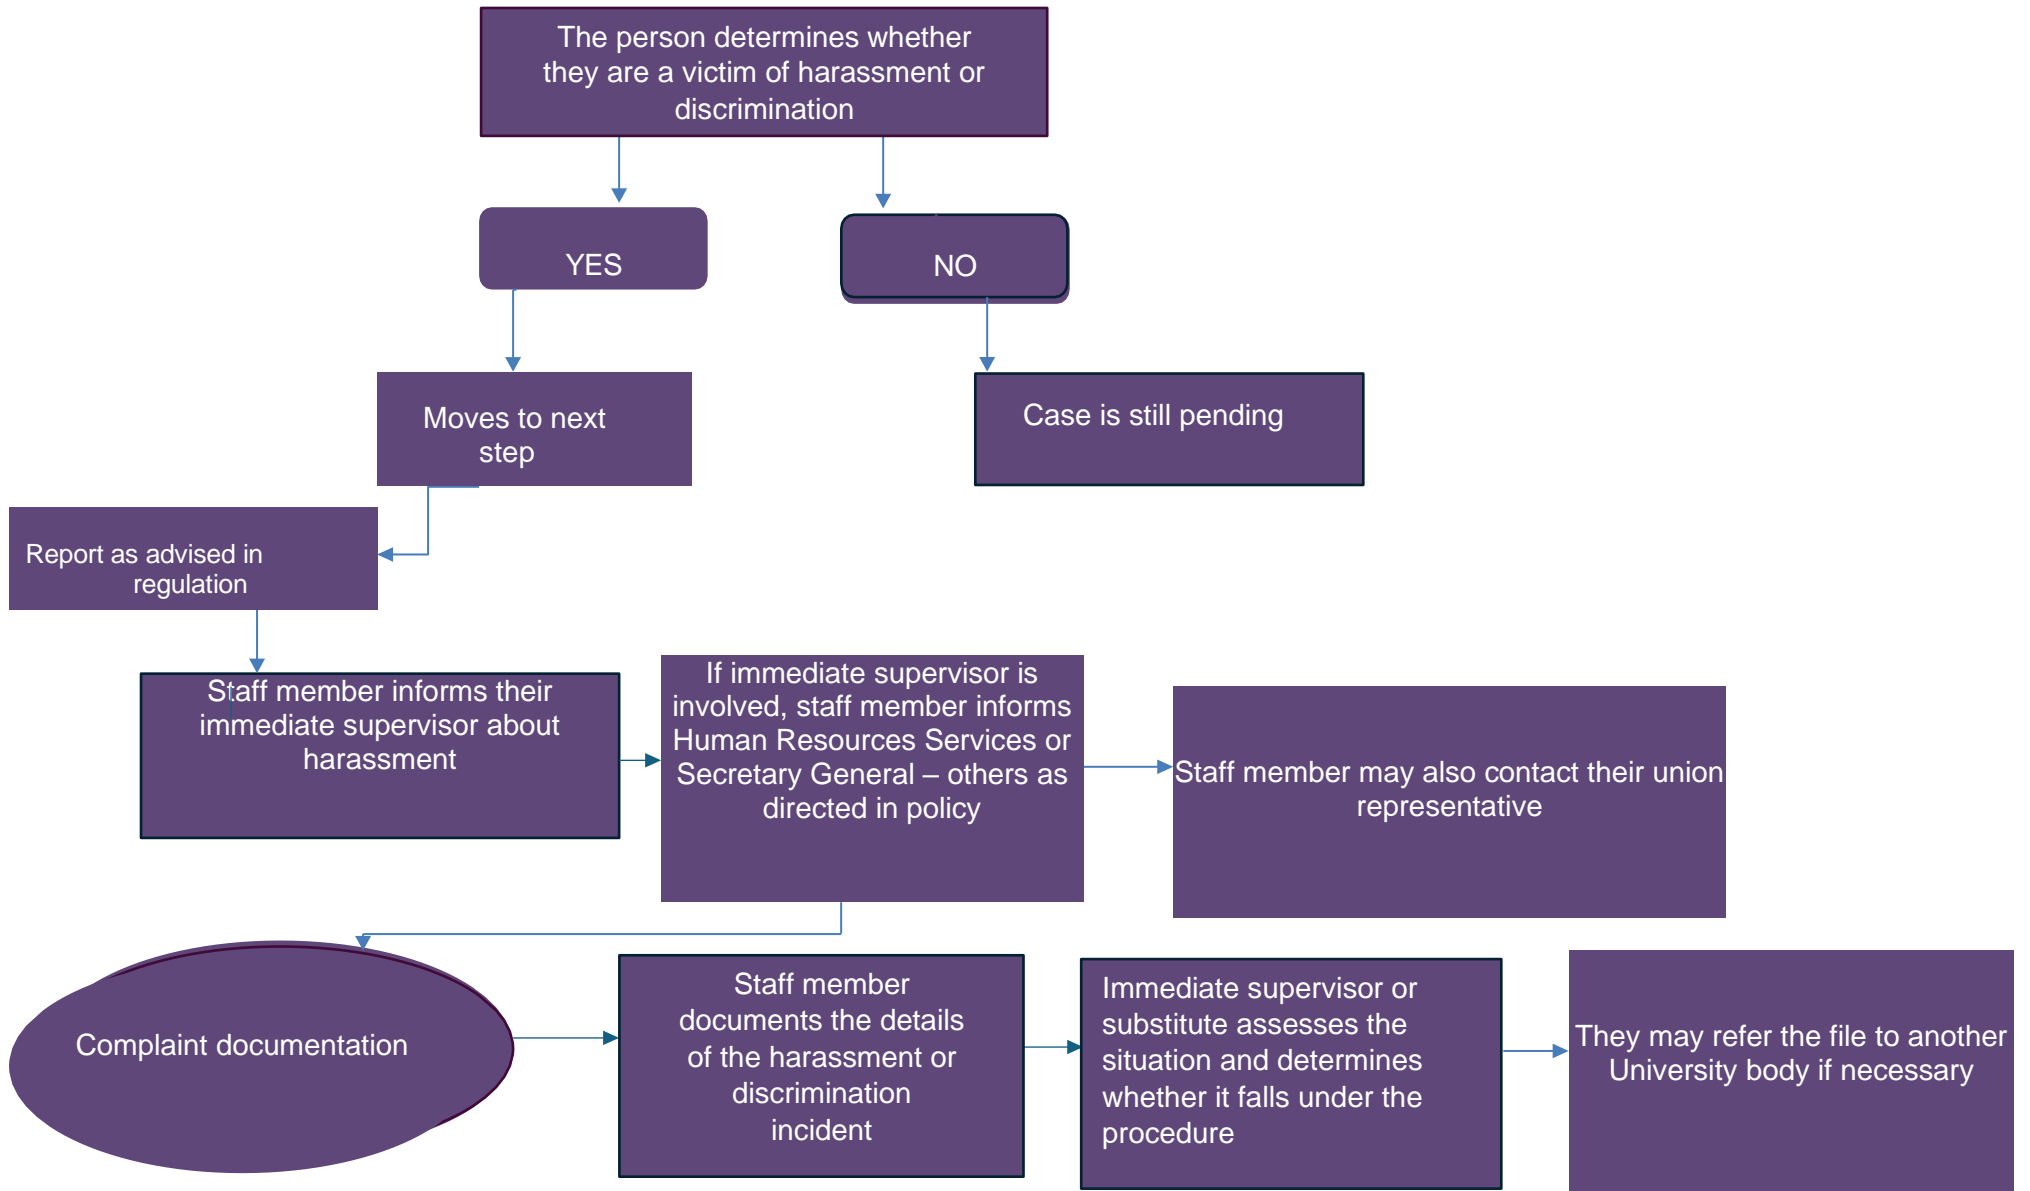 The person determines whether
they are a victim of harassment or
discrimination
YES
NO
Moves to next
step
Case is still pending
Report as advised in
regulation
Staff member informs their
immediate supervisor about
harassment
If immediate supervisor is
involved, staff member informs
Human Resources Services or
Secretary General – others as
directed in policy
Staff member may also contact their union
representative
Complaint documentation
Staff member
documents the details
of the harassment or
discrimination
incident
Immediate supervisor or
substitute assesses the
situation and determines
whether it falls under the
procedure
They may refer the file to another
University body if necessary